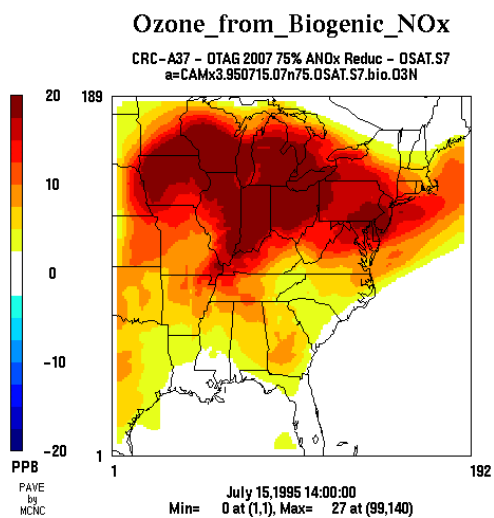 Ozone_from_Biogenic_NOx
CRC-A37 - OTAG 2007 75% ANOx Reduc - OSAT.S7
a=CAMx3.950715.07n75.OSAT.S7.bio.O3N
20
10
0
-10
-20
PPB
PAVE
by
MCNC
189
1
1
192
July 15,1995 14:00:00
Min= 0 at (1,1), Max= 27 at (99,140)